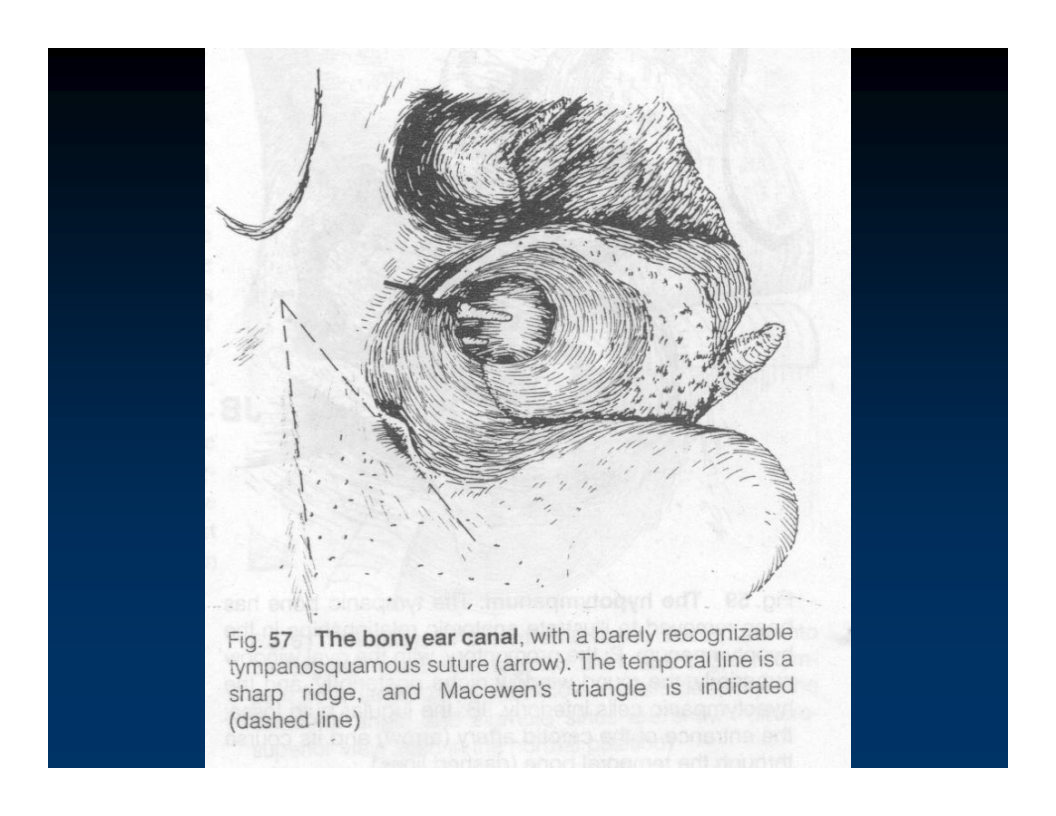 Fig. 57 The bony ear canal, with a barely recognizable
tympanosquamous suture (arrow). The temporal line is a
sharp ridge, and Macewen's triangle is indicated
(dashed line)